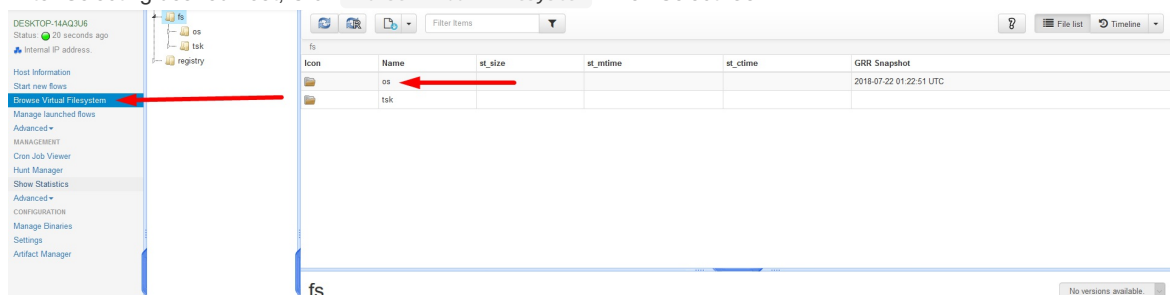 DESKTOP-14AQ3U6
Status: 20 seconds ago
Internal IP address.
Host Information
Start new flows
Browse Virtual Filesystem
Manage launched flows
Advanced
MANAGEMENT
Cron Job Viewer
Hunt Manager
Show Statistics
Advanced
CONFIGURATION
Manage Binaries
Settings
Artifact Manager
fs
os
tsk
registry
Filter Items
? File list Timeline
fs
Icon Name st_size st_mtime st_ctime GRR Snapshot
os 2018-07-22 01:22:51 UTC
tsk
fs
No versions available.